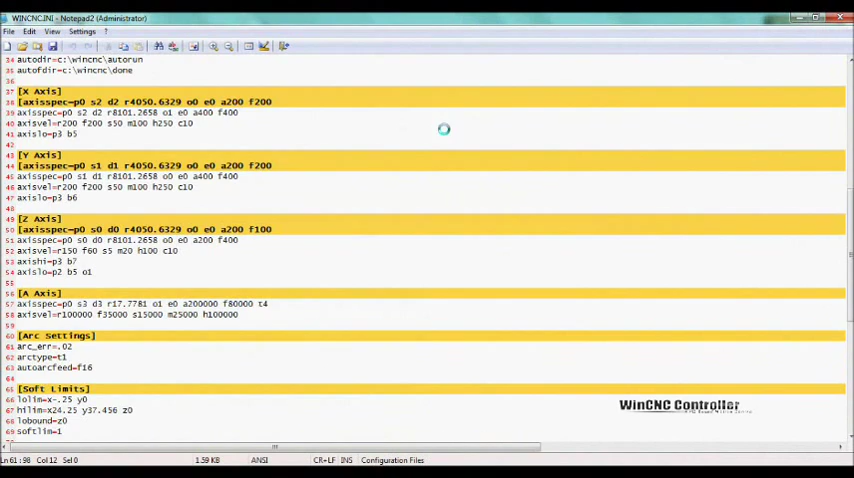 WINCNC.INI - Notepad2 (Administrator)
File Edit View Settings ?
34 autodir=c:\wincnc\autorun
35 autofdir=c:\wincnc\done
36
37 [X Axis]
38 [axisspec=p0 s2 d2 r4050.6329 o0 e0 a200 f200
39 axisspec=p0 s2 d2 r8101.2658 o1 e0 a400 f400
40 axisvel=r200 f200 s50 m100 h250 c10
41 axislo=p3 b5
42
43 [Y Axis]
44 [axisspec=p0 s1 d1 r4050.6329 o0 e0 a200 f200
45 axisspec=p0 s1 d1 r8101.2658 o0 e0 a400 f400
46 axisvel=r200 f200 s50 m100 h250 c10
47 axislo=p3 b6
48
49 [Z Axis]
50 [axisspec=p0 s0 d0 r4050.6329 o0 e0 a200 f100
51 axisspec=p0 s0 d0 r8101.2658 o0 e0 a200 f400
52 axisvel=r150 f60 s5 m20 h100 c10
53 axishi=p3 b7
54 axislo=p2 b5 o1
55
56 [A Axis]
57 axisspec=p0 s3 d3 r17.7781 o1 e0 a200000 f80000 t4
58 axisvel=r100000 f35000 s15000 m25000 h100000
59
60 [Arc Settings]
61 arc_err=.02
62 arctype=t1
63 autoarcfeed=f16
64
65 [Soft Limits]
66 lolim=x-.25 y0
67 hilim=x24.25 y37.456 z0
68 lobound=z0
69 softlim=1
WinCNC Controller
Ln 61 : 98 Col 12 Sel 0 1.59 KB ANSI CR+LF INS Configuration Files